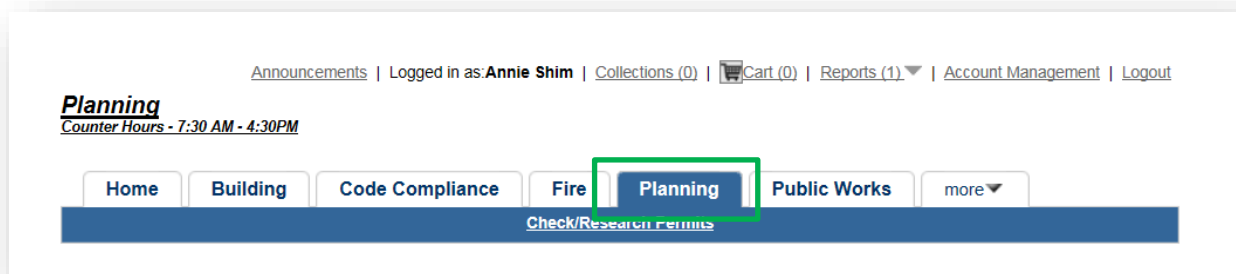 Announcements | Logged in as:Annie Shim | Collections (0) | Cart (0) | Reports (1) | Account Management | Logout
Planning
Counter Hours - 7:30 AM - 4:30PM
Home Building Code Compliance Fire Planning Public Works more
Check/Research Permits